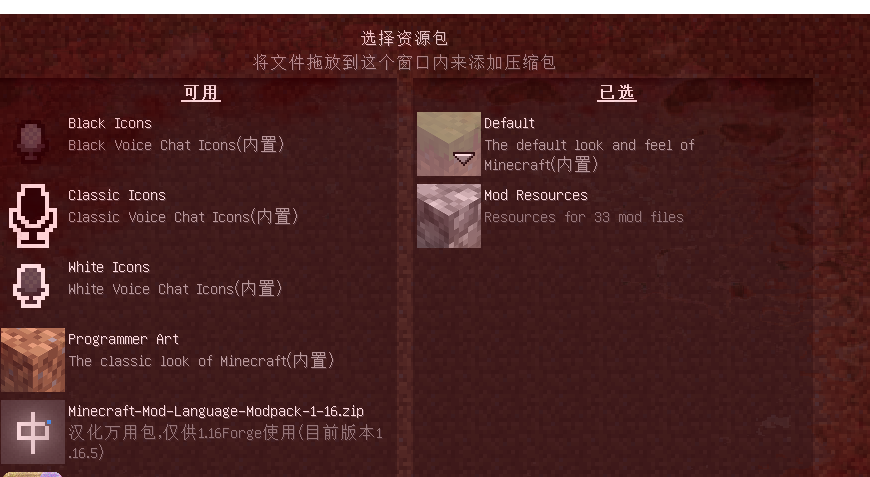 选择资源包
将文件拖放到这个窗口内来添加压缩包
可用
Black Icons
Black Voice Chat Icons(内置)
Classic Icons
Classic Voice Chat Icons(内置)
White Icons
White Voice Chat Icons(内置)
Programmer Art
The classic look of Minecraft(内置)
中
Minecraft-Mod-Language-Modpack-1-16.zip
汉化万用包,仅供1.16Forge使用(目前版本1
.16.5)
已选
Default
The default look and feel of
Minecraft(内置)
Mod Resources
Resources for 33 mod files